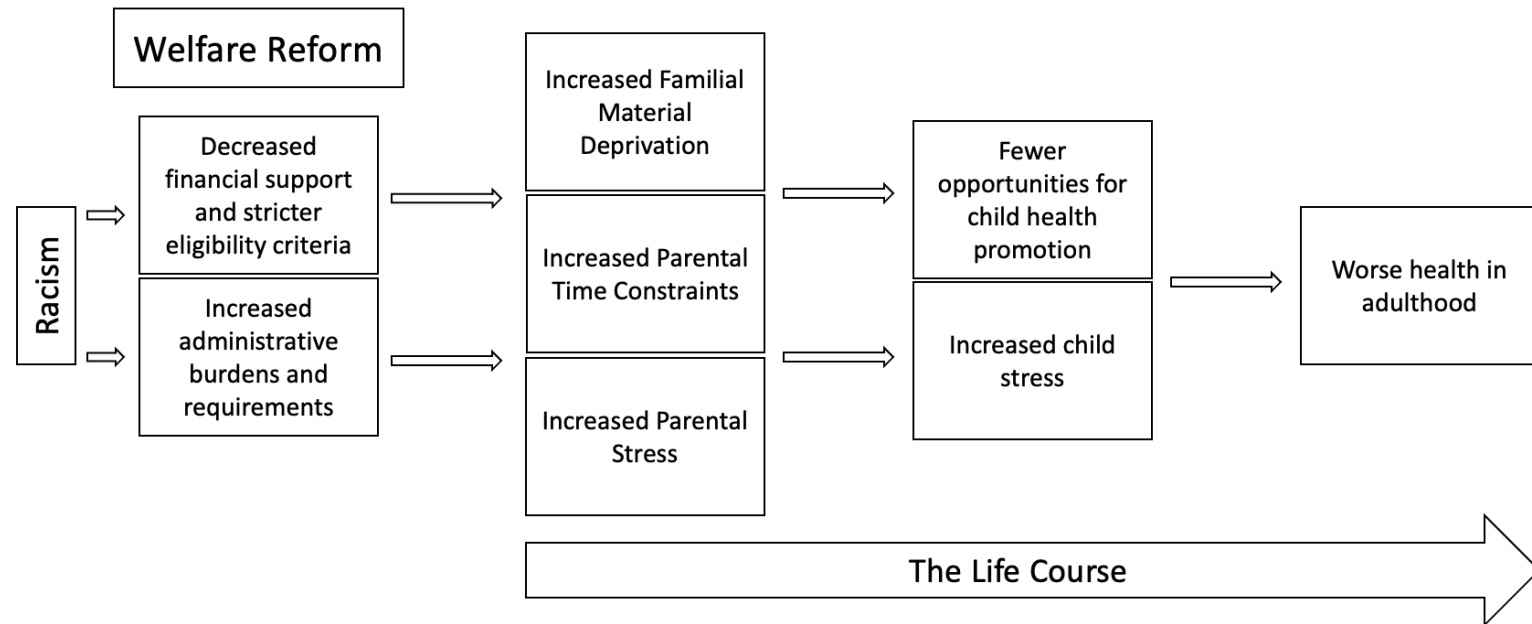 Welfare Reform
Racism
Decreased
financial support
and stricter
eligibility criteria
Increased
administrative
burdens and
requirements
Increased Familial
Material
Deprivation
Increased Parental
Time Constraints
Increased Parental
Stress
Fewer
opportunities for
child health
promotion
Increased child
stress
Worse health in
adulthood
The Life Course